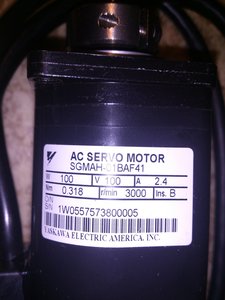 AC SERVO MOTOR
SGMAH-01BAF41
W 100 V 100 A 2.4
N·m 0.318 r/min 3000 Ins. B
O/N
S/N 1W0557573800005
YASKAWA ELECTRIC AMERICA, INC.